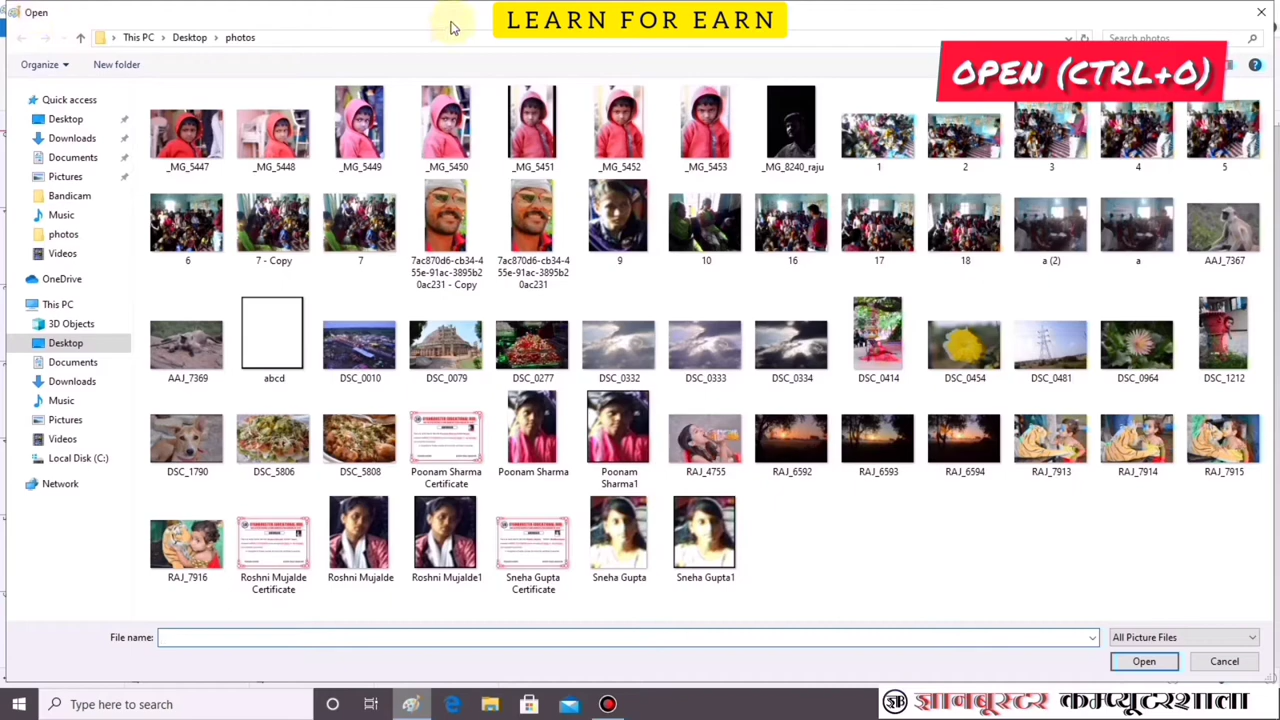 Open
LEARN FOR EARN
This PC > Desktop > photos
Search photos
Organize
New folder
OPEN (CTRL+O)
Quick access
Desktop
Downloads
Documents
Pictures
Bandicam
Music
photos
Videos
OneDrive
This PC
3D Objects
Desktop
Documents
Downloads
Music
Pictures
Videos
Local Disk (C:)
Network
_MG_5447 _MG_5448 _MG_5449 _MG_5450 _MG_5451 _MG_5452 _MG_5453 _MG_8240_raju 1 2 3 4 5
6 7 - Copy 7 7ac870d6-cb34-4 7ac870d6-cb34-4 9 10 16 17 18 a (2) a AAJ_7367
55e-91ac-3895b2 55e-91ac-3895b2
0ac231 - Copy 0ac231
AAJ_7369 abcd DSC_0010 DSC_0079 DSC_0277 DSC_0332 DSC_0333 DSC_0334 DSC_0414 DSC_0454 DSC_0481 DSC_0964 DSC_1212
DSC_1790 DSC_5806 DSC_5808 Poonam Sharma Poonam Sharma Poonam RAJ_4755 RAJ_6592 RAJ_6593 RAJ_6594 RAJ_7913 RAJ_7914 RAJ_7915
Certificate Sharma1
RAJ_7916 Roshni Mujalde Roshni Mujalde Roshni Mujalde1 Sneha Gupta Sneha Gupta Sneha Gupta1
Certificate Certificate
File name:
All Picture Files
Open Cancel
Type here to search
ज्ञानबूस्टर कम्प्यूटरशाला